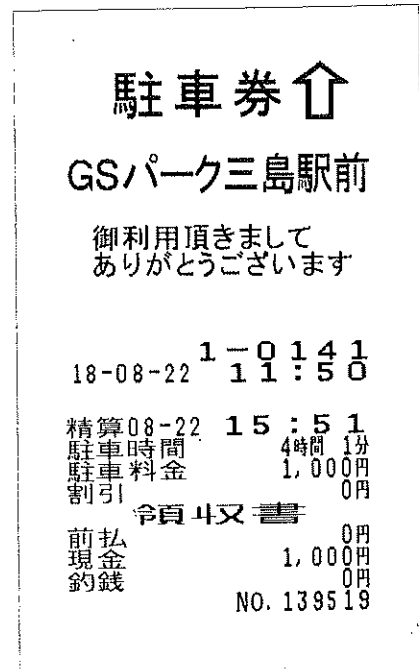 駐車券⇧
GSパーク三島駅前
御利用頂きまして
ありがとうございます
1-0141
18-08-22 11:50
精算08-22 15:51
駐車時間 4時間 1分
駐車料金 1,000円
割引 0円
領収書
前払 0円
現金 1,000円
釣銭 0円
NO.139519